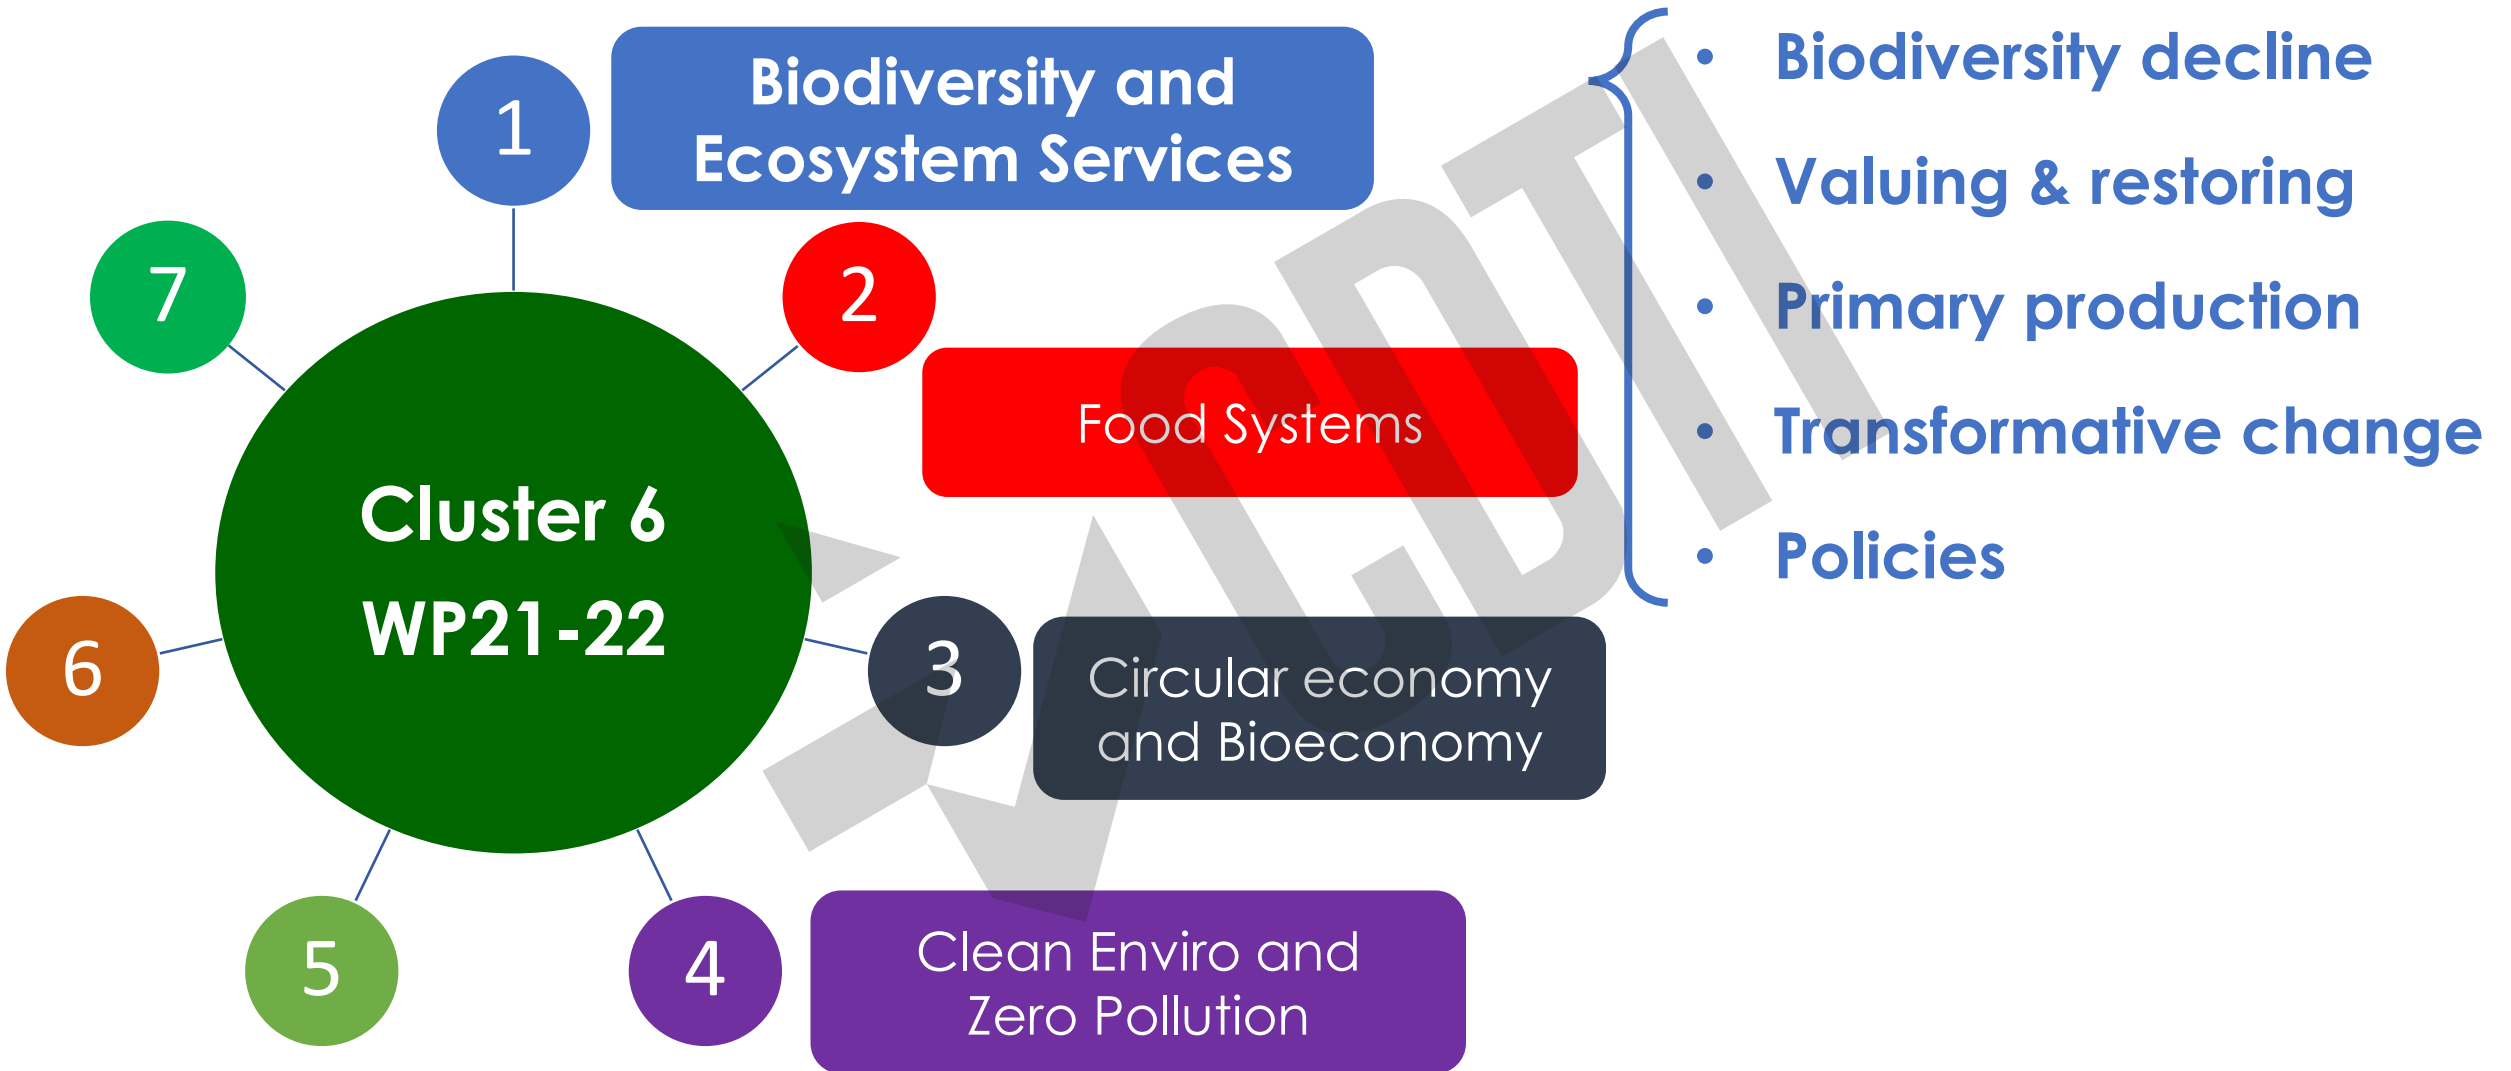 1
Biodiversity and
Ecosystem Services
• Biodiversity decline
• Valung & restoring
• Primary production
• Transformative change
• Policies
7
2
Food Systems
Cluster 6
WP21-22
6
3
Circular economy
and Bioeconomy
5
4
Clean Enviro and
Zero Pollution